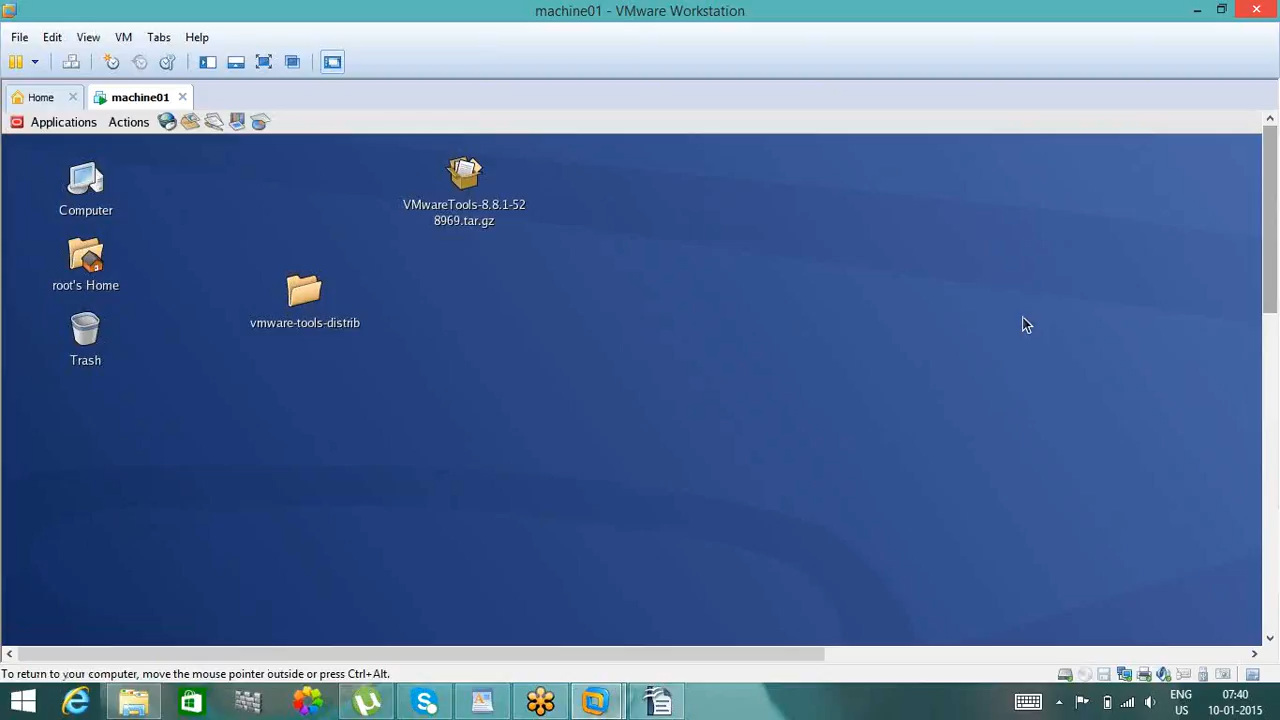 machine01 - VMware Workstation
File Edit View VM Tabs Help
Home machine01
Applications Actions
Computer
VMwareTools-8.8.1-52
8969.tar.gz
root's Home
vmware-tools-distrib
Trash
To return to your computer, move the mouse pointer outside or press Ctrl+Alt.
ENG 07:40
US 10-01-2015